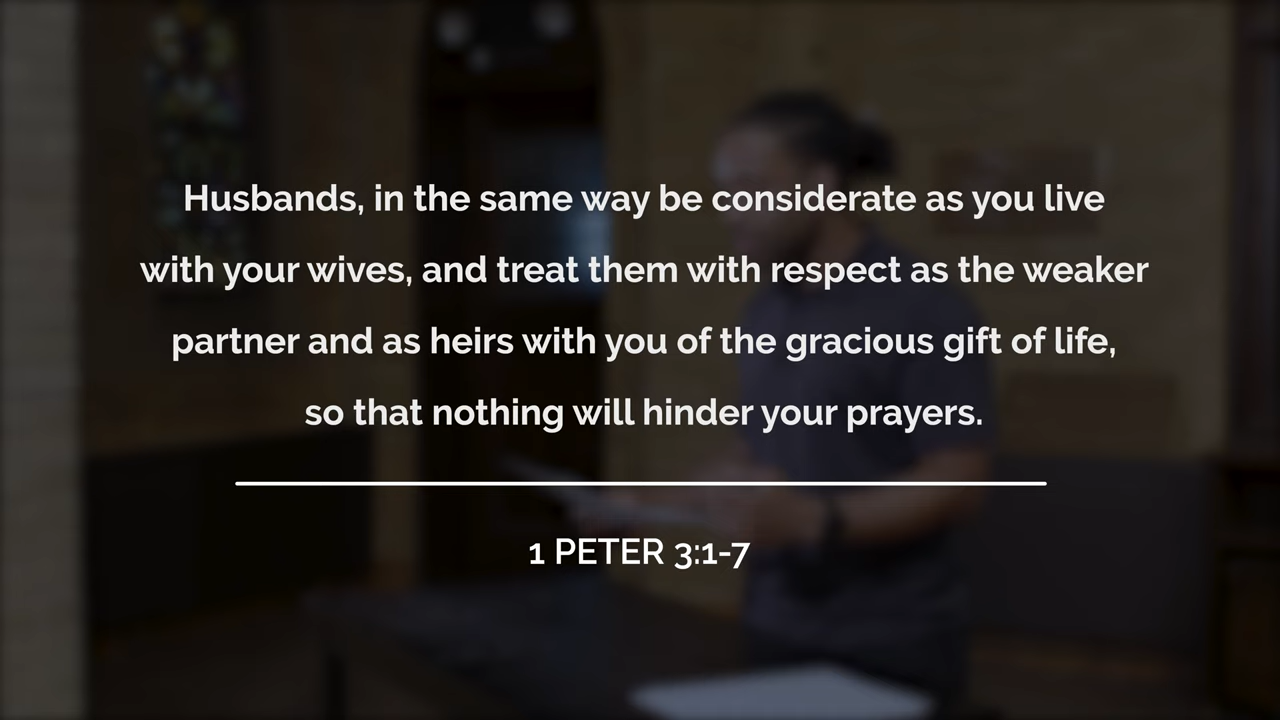 Husbands, in the same way be considerate as you live
with your wives, and treat them with respect as the weaker
partner and as heirs with you of the gracious gift of life,
so that nothing will hinder your prayers.
1 PETER 3:1-7